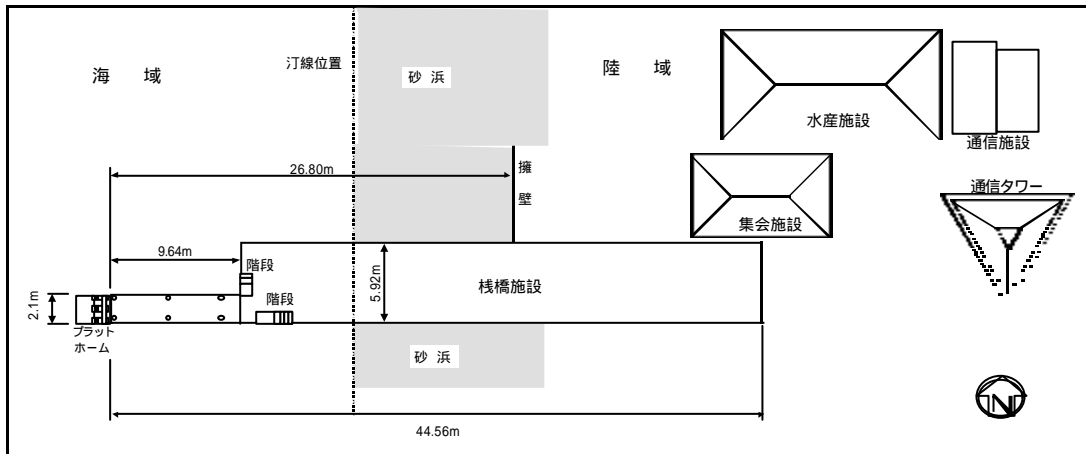 海　域
汀線位置
砂 浜
陸　域
水産施設
通信施設
26.80m
擁
壁
通信タワー
集会施設
9.64m
階段
5.92m
桟橋施設
2.1m
階段
プラット
ホーム
砂 浜
N
44.56m